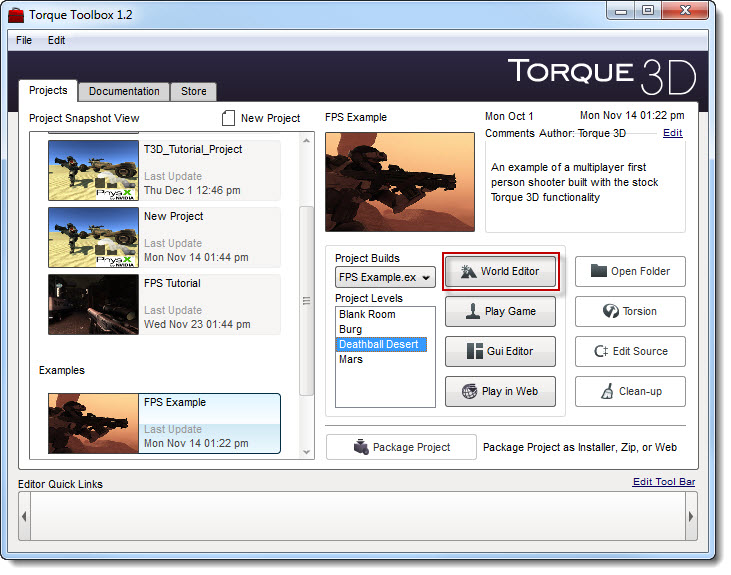 Torque Toolbox 1.2
File Edit
TORQUE 3D
Projects Documentation Store
Project Snapshot View New Project
T3D_Tutorial_Project
Last Update
Thu Dec 1 12:46 pm
PhysX
by NVIDIA
New Project
Last Update
Mon Nov 14 01:44 pm
PhysX
by NVIDIA
FPS Tutorial
Last Update
Wed Nov 23 01:44 pm
Examples
FPS Example
Last Update
Mon Nov 14 01:22 pm
FPS Example
Mon Oct 1 Mon Nov 14 01:22 pm
Comments Author: Torque 3D Edit
An example of a multiplayer first
person shooter built with the stock
Torque 3D functionality
Project Builds
FPS Example.ex
Project Levels
Blank Room
Burg
Deathball Desert
Mars
World Editor
Play Game
Gui Editor
Play in Web
Open Folder
Torsion
Edit Source
Clean-up
Package Project Package Project as Installer, Zip, or Web
Editor Quick Links Edit Tool Bar